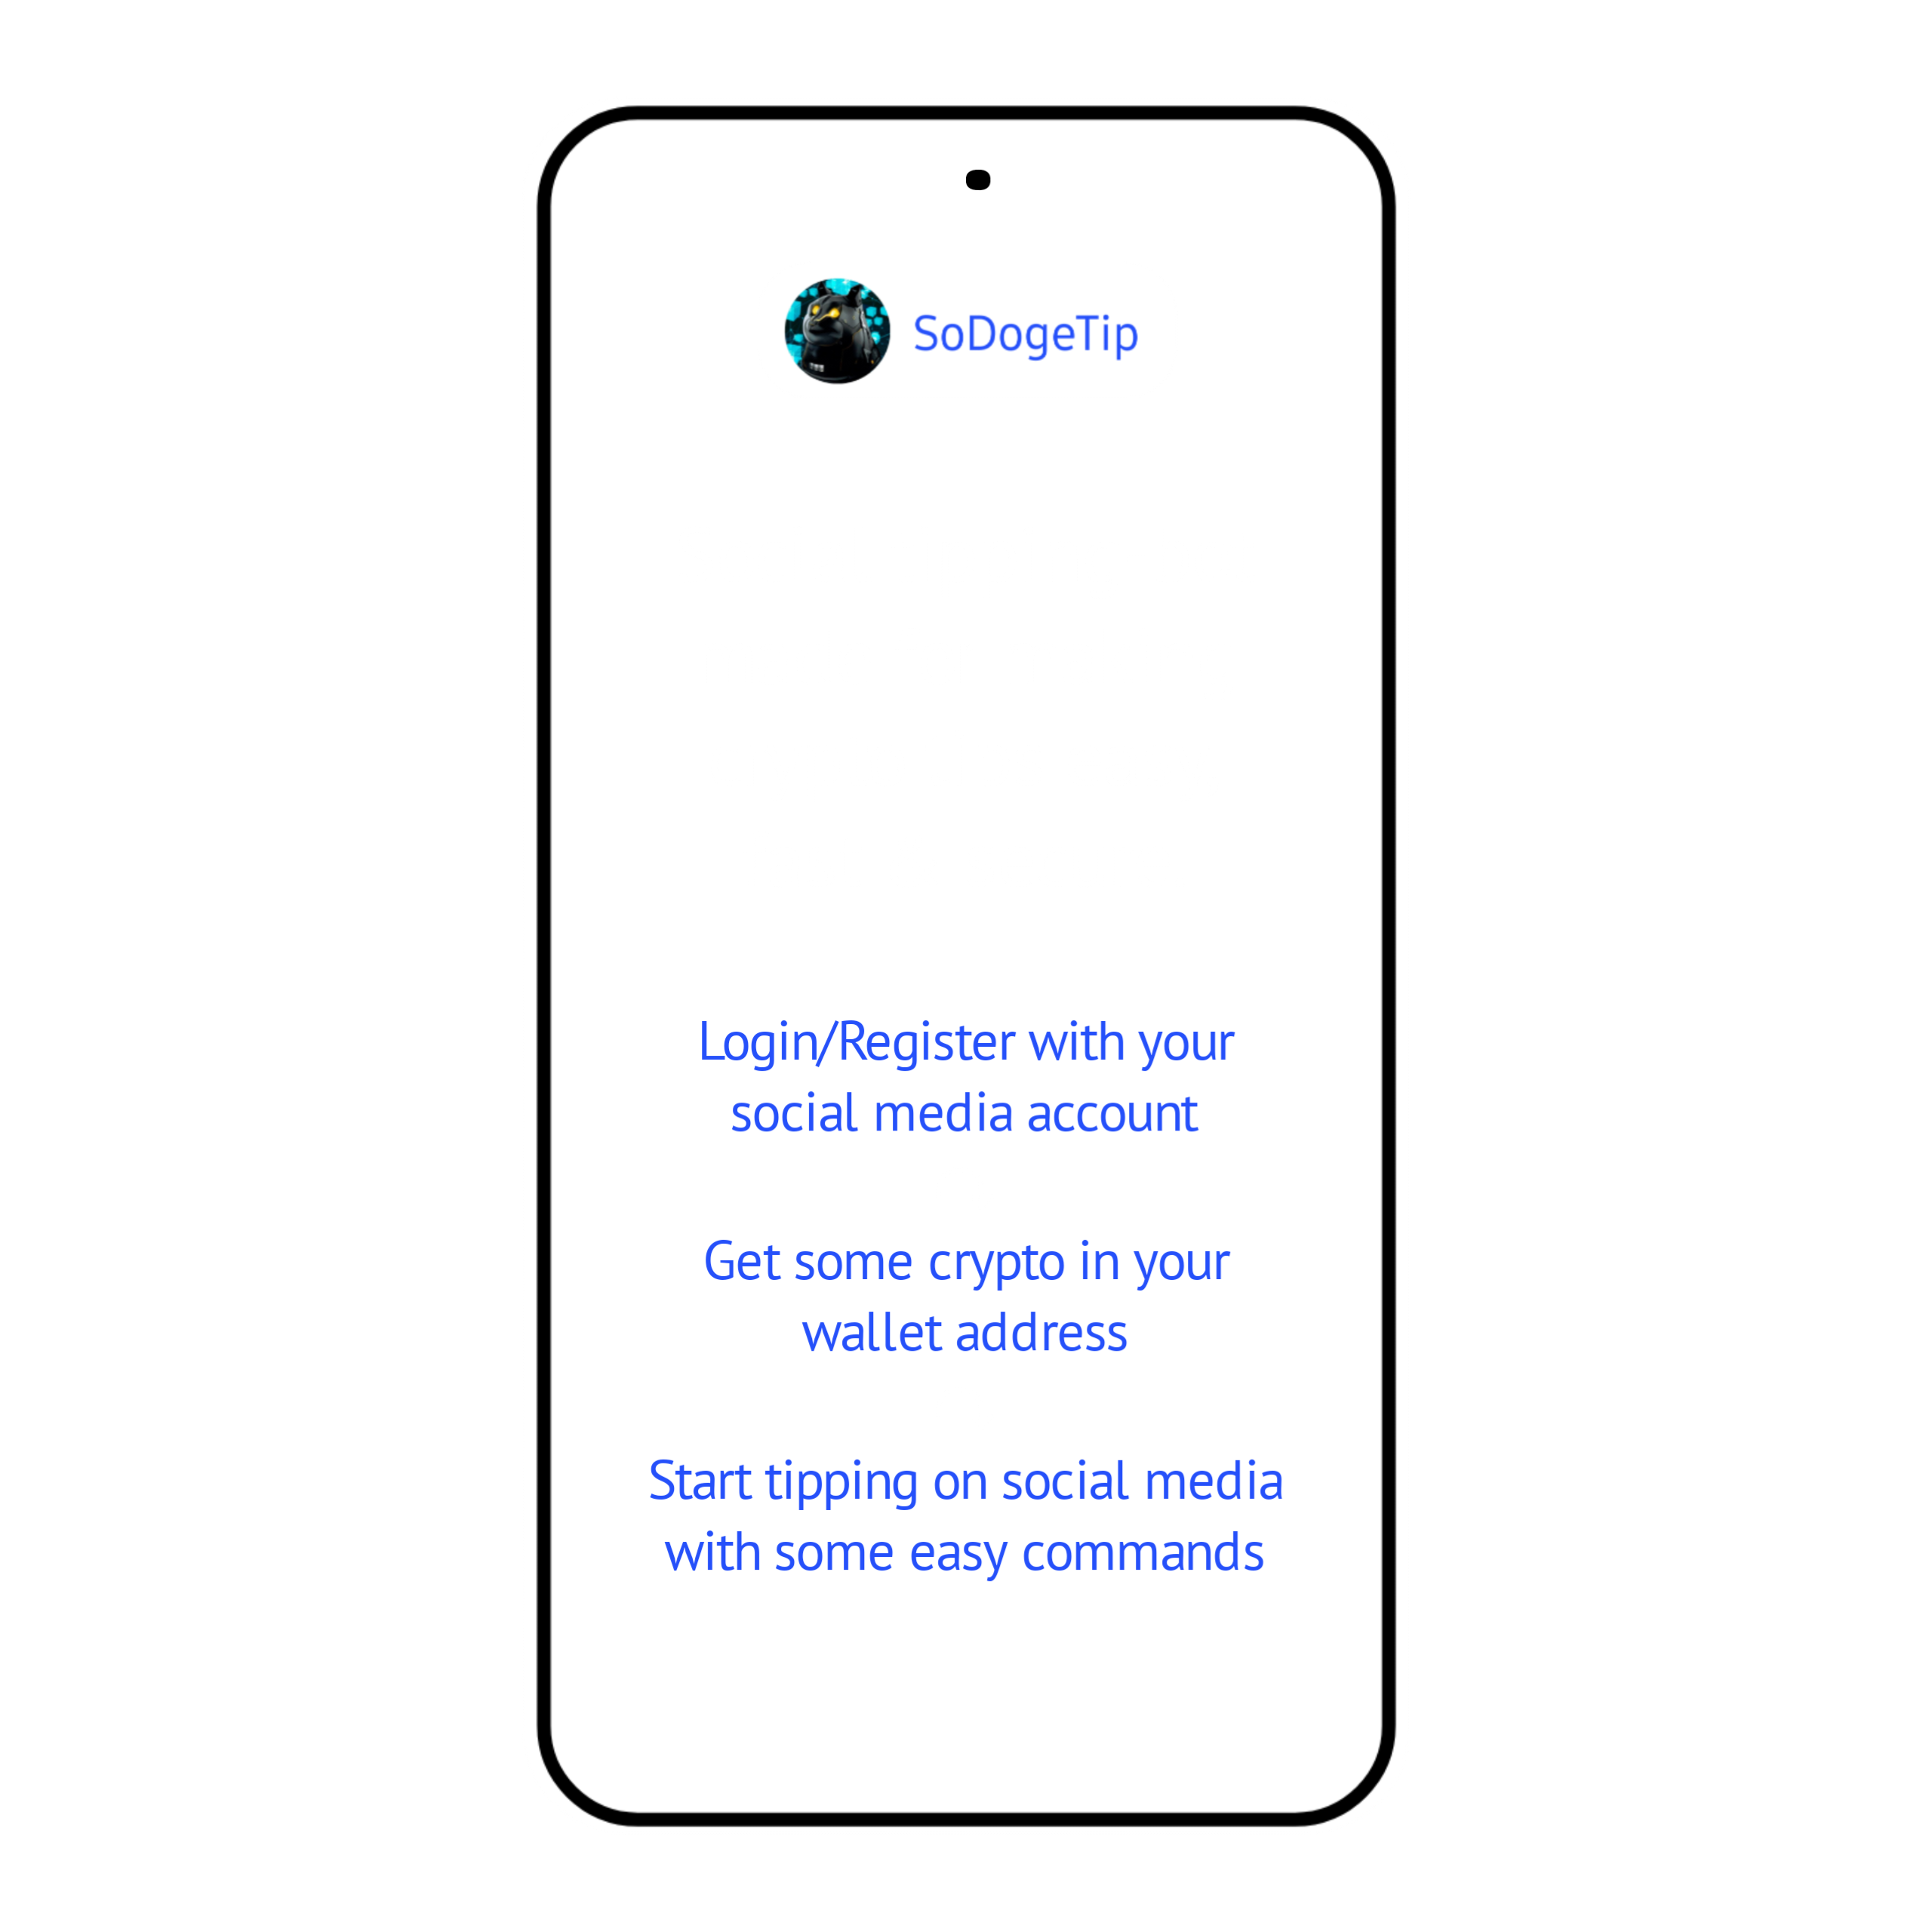 SoDogeTip
Login/Register with your
social media account
Get some crypto in your
wallet address
Start tipping on social media
with some easy commands